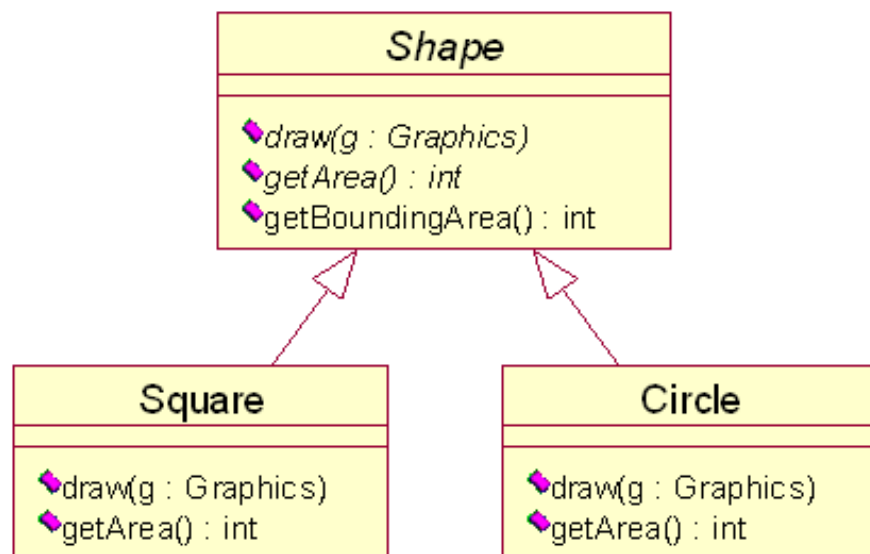 Shape
draw(g : Graphics)
getArea() : int
getBoundingArea() : int
Square
draw(g : Graphics)
getArea() : int
Circle
draw(g : Graphics)
getArea() : int